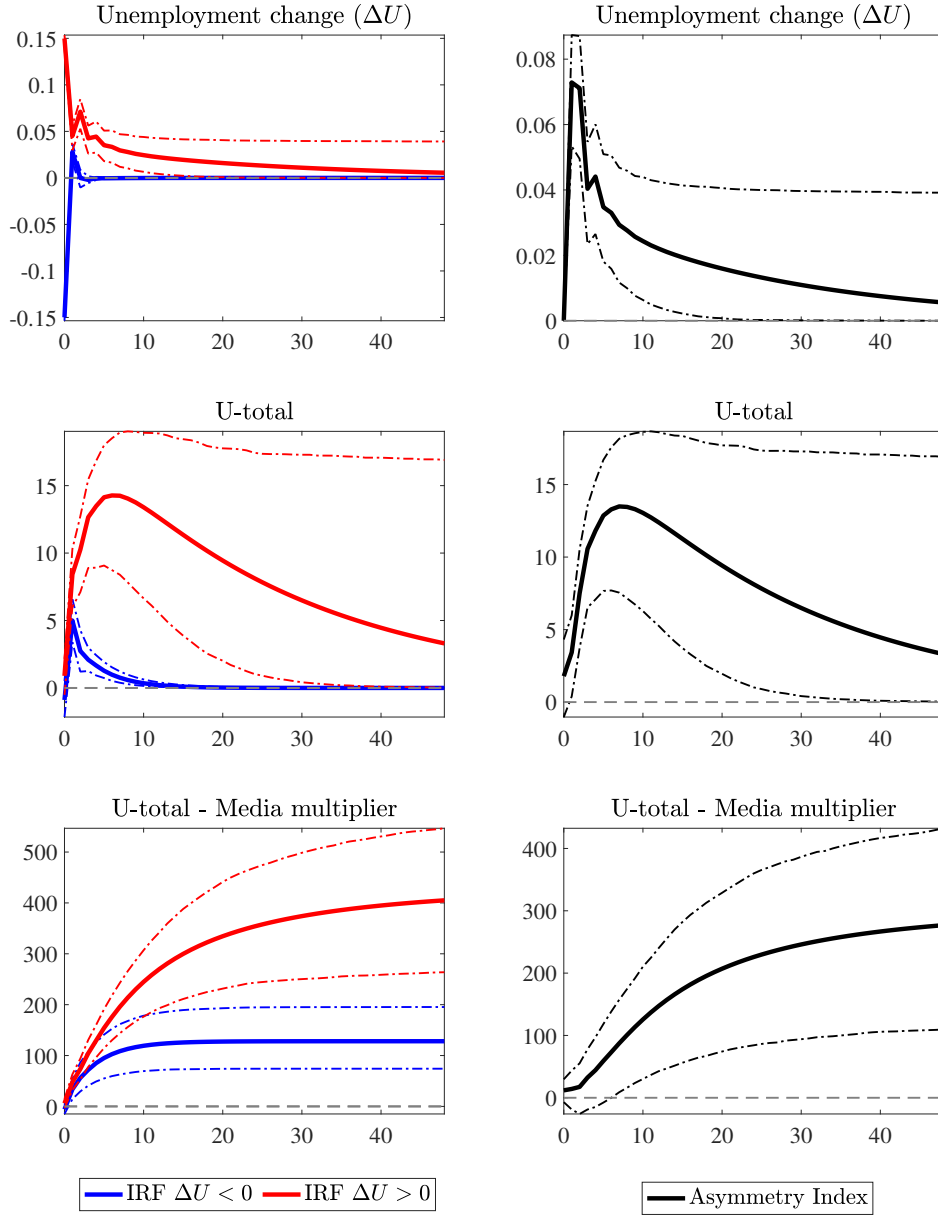 Unemployment change (ΔU)
0.15
0.1
0.05
0
-0.05
-0.1
-0.15
0 10 20 30 40
Unemployment change (ΔU)
0.08
0.06
0.04
0.02
0
0 10 20 30 40
U-total
15
10
5
0
0 10 20 30 40
U-total
15
10
5
0
0 10 20 30 40
U-total - Media multiplier
500
400
300
200
100
0
0 10 20 30 40
U-total - Media multiplier
400
300
200
100
0
0 10 20 30 40
IRF ΔU < 0 IRF ΔU > 0
Asymmetry Index